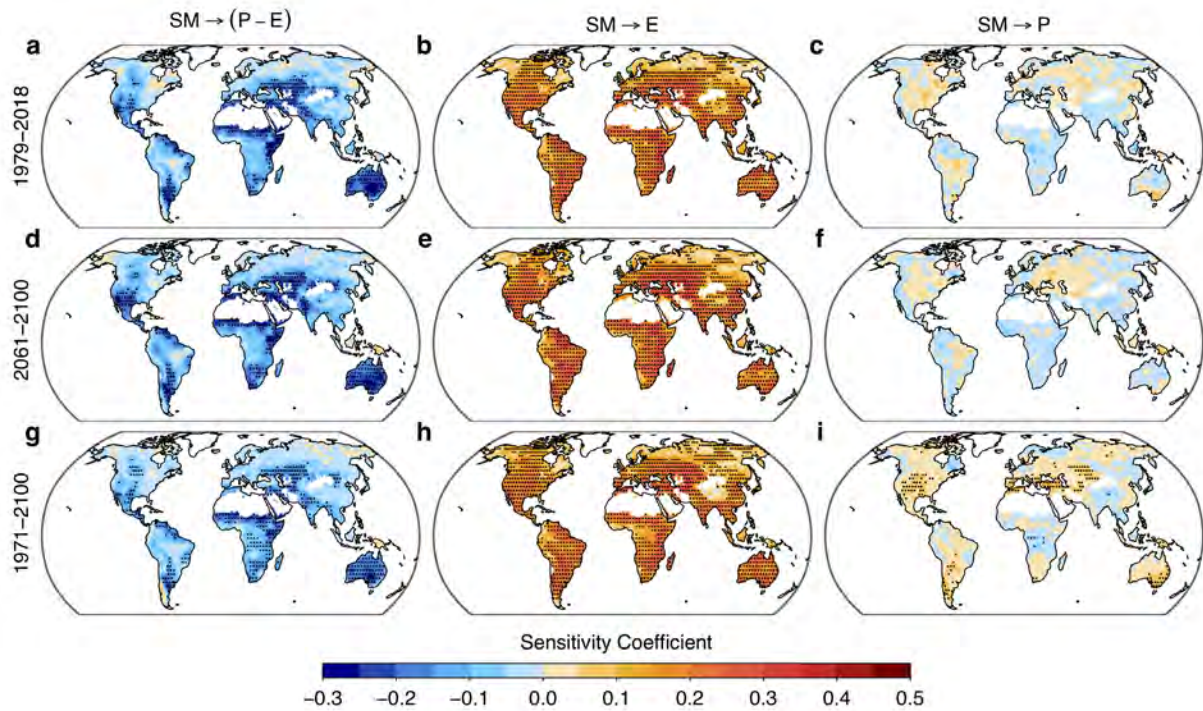 SM → (P – E)
SM → E
SM → P
a
b
c
1979–2018
d
e
f
2061–2100
g
h
i
1971–2100
Sensitivity Coefficient
−0.3 −0.2 −0.1 0.0 0.1 0.2 0.3 0.4 0.5